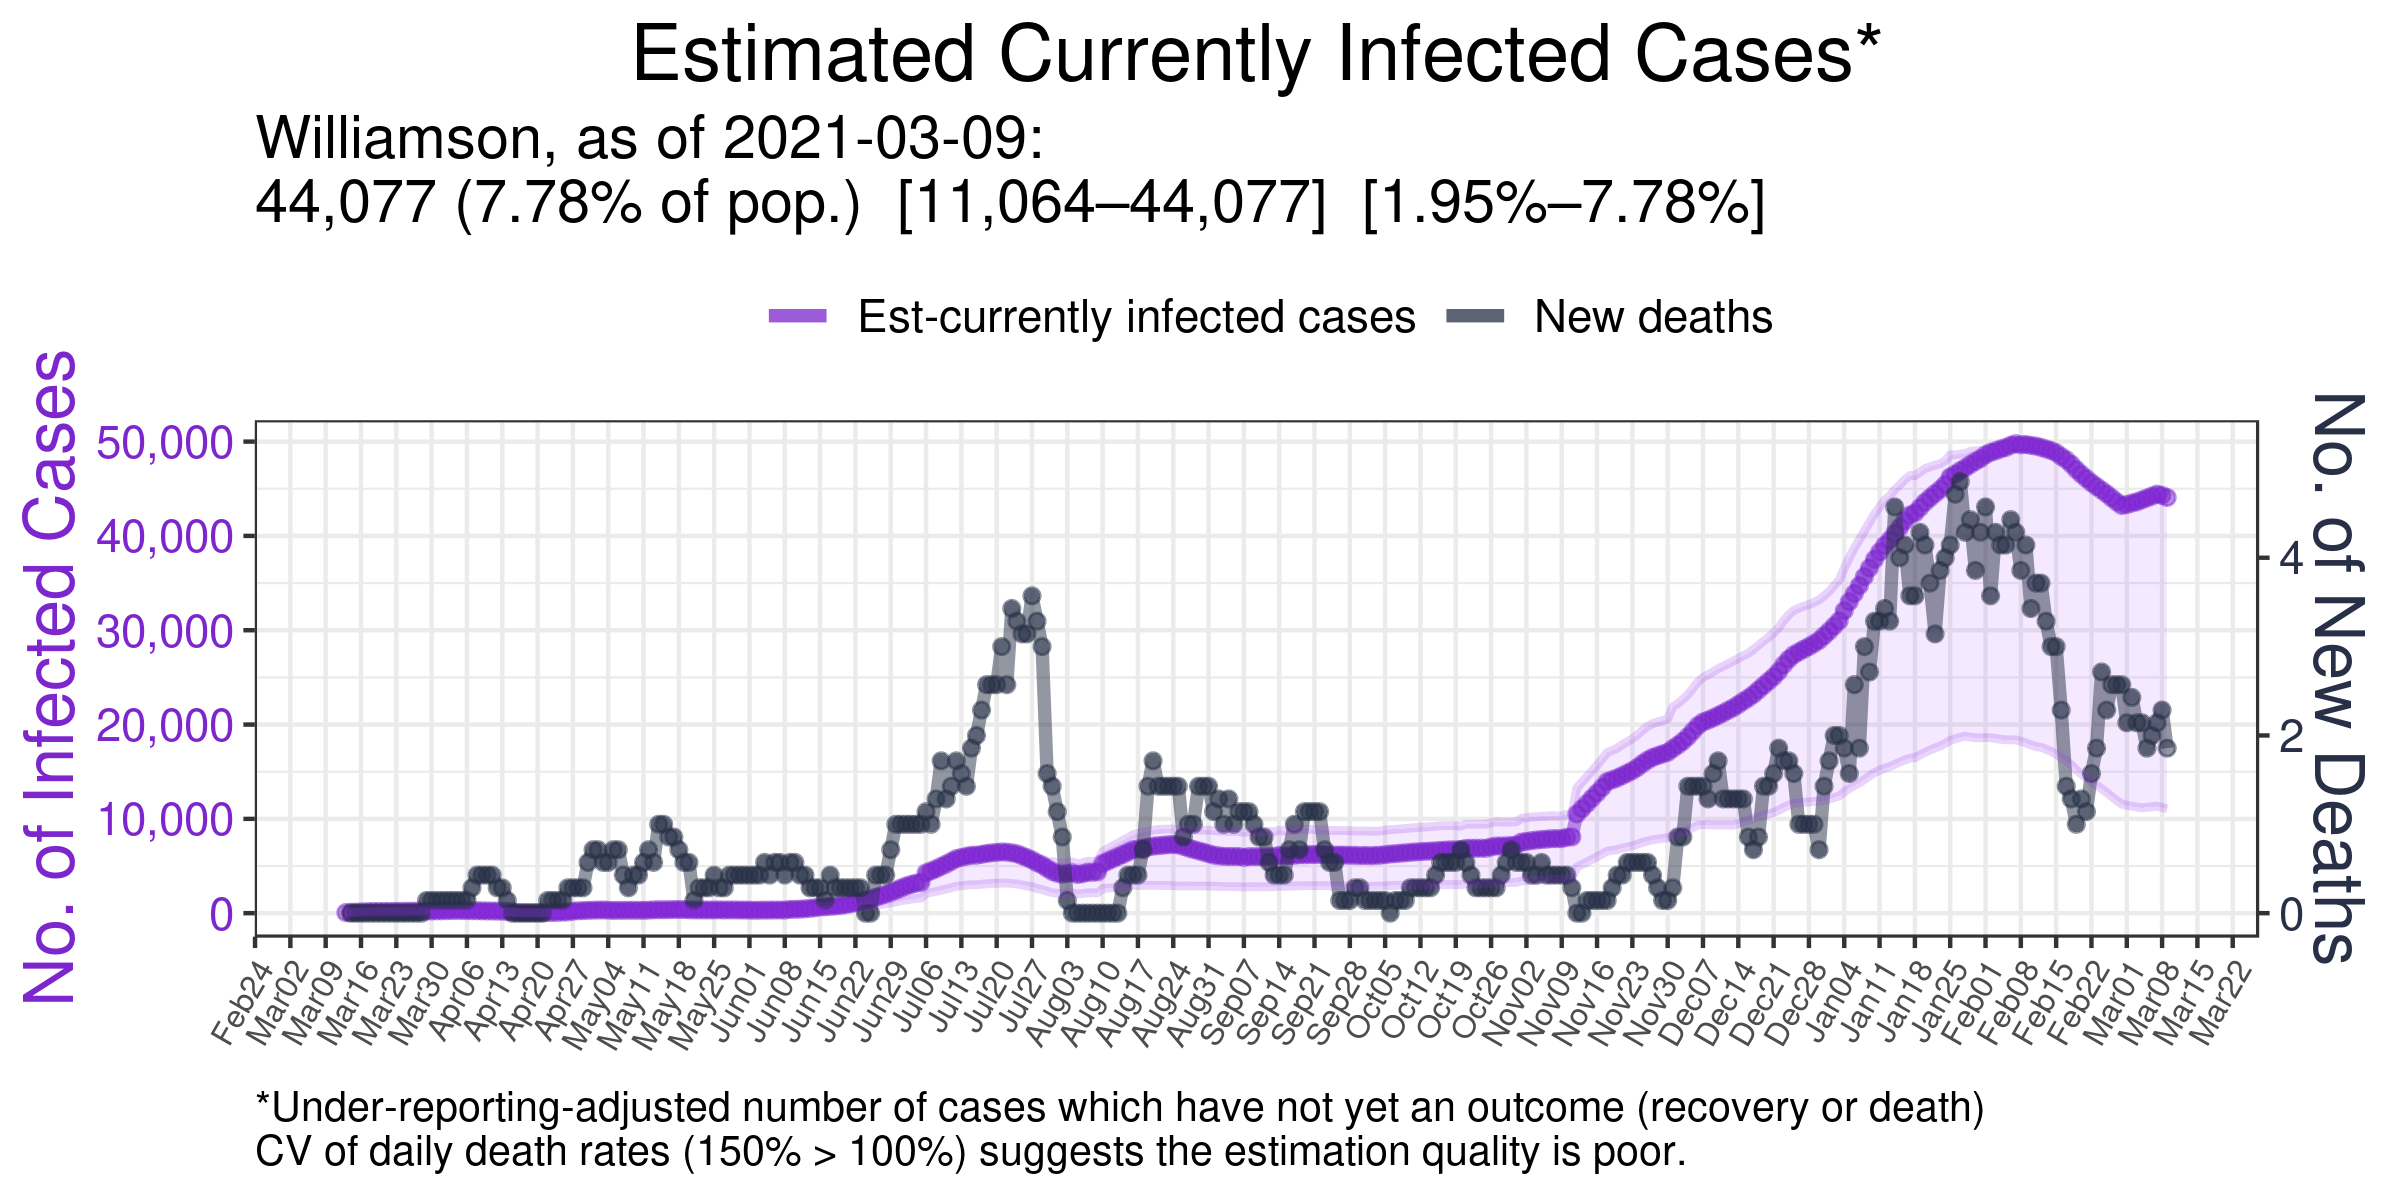 Estimated Currently Infected Cases*
Williamson, as of 2021-03-09:
44,077 (7.78% of pop.) [11,064–44,077] [1.95%–7.78%]
Est-currently infected cases New deaths
No. of Infected Cases
50,000
40,000
30,000
20,000
10,000
0
4
2
0
No. of New Deaths
Feb24 Mar02 Mar09 Mar16 Mar23 Mar30 Apr06 Apr13 Apr20 Apr27 May04 May11 May18 May25 Jun01 Jun08 Jun15 Jun22 Jun29 Jul06 Jul13 Jul20 Jul27 Aug03 Aug10 Aug17 Aug24 Aug31 Sep07 Sep14 Sep21 Sep28 Oct05 Oct12 Oct19 Oct26 Nov02 Nov09 Nov16 Nov23 Nov30 Dec07 Dec14 Dec21 Dec28 Jan04 Jan11 Jan18 Jan25 Feb01 Feb08 Feb15 Feb22 Mar01 Mar08 Mar15 Mar22
*Under-reporting-adjusted number of cases which have not yet an outcome (recovery or death)
CV of daily death rates (150% > 100%) suggests the estimation quality is poor.